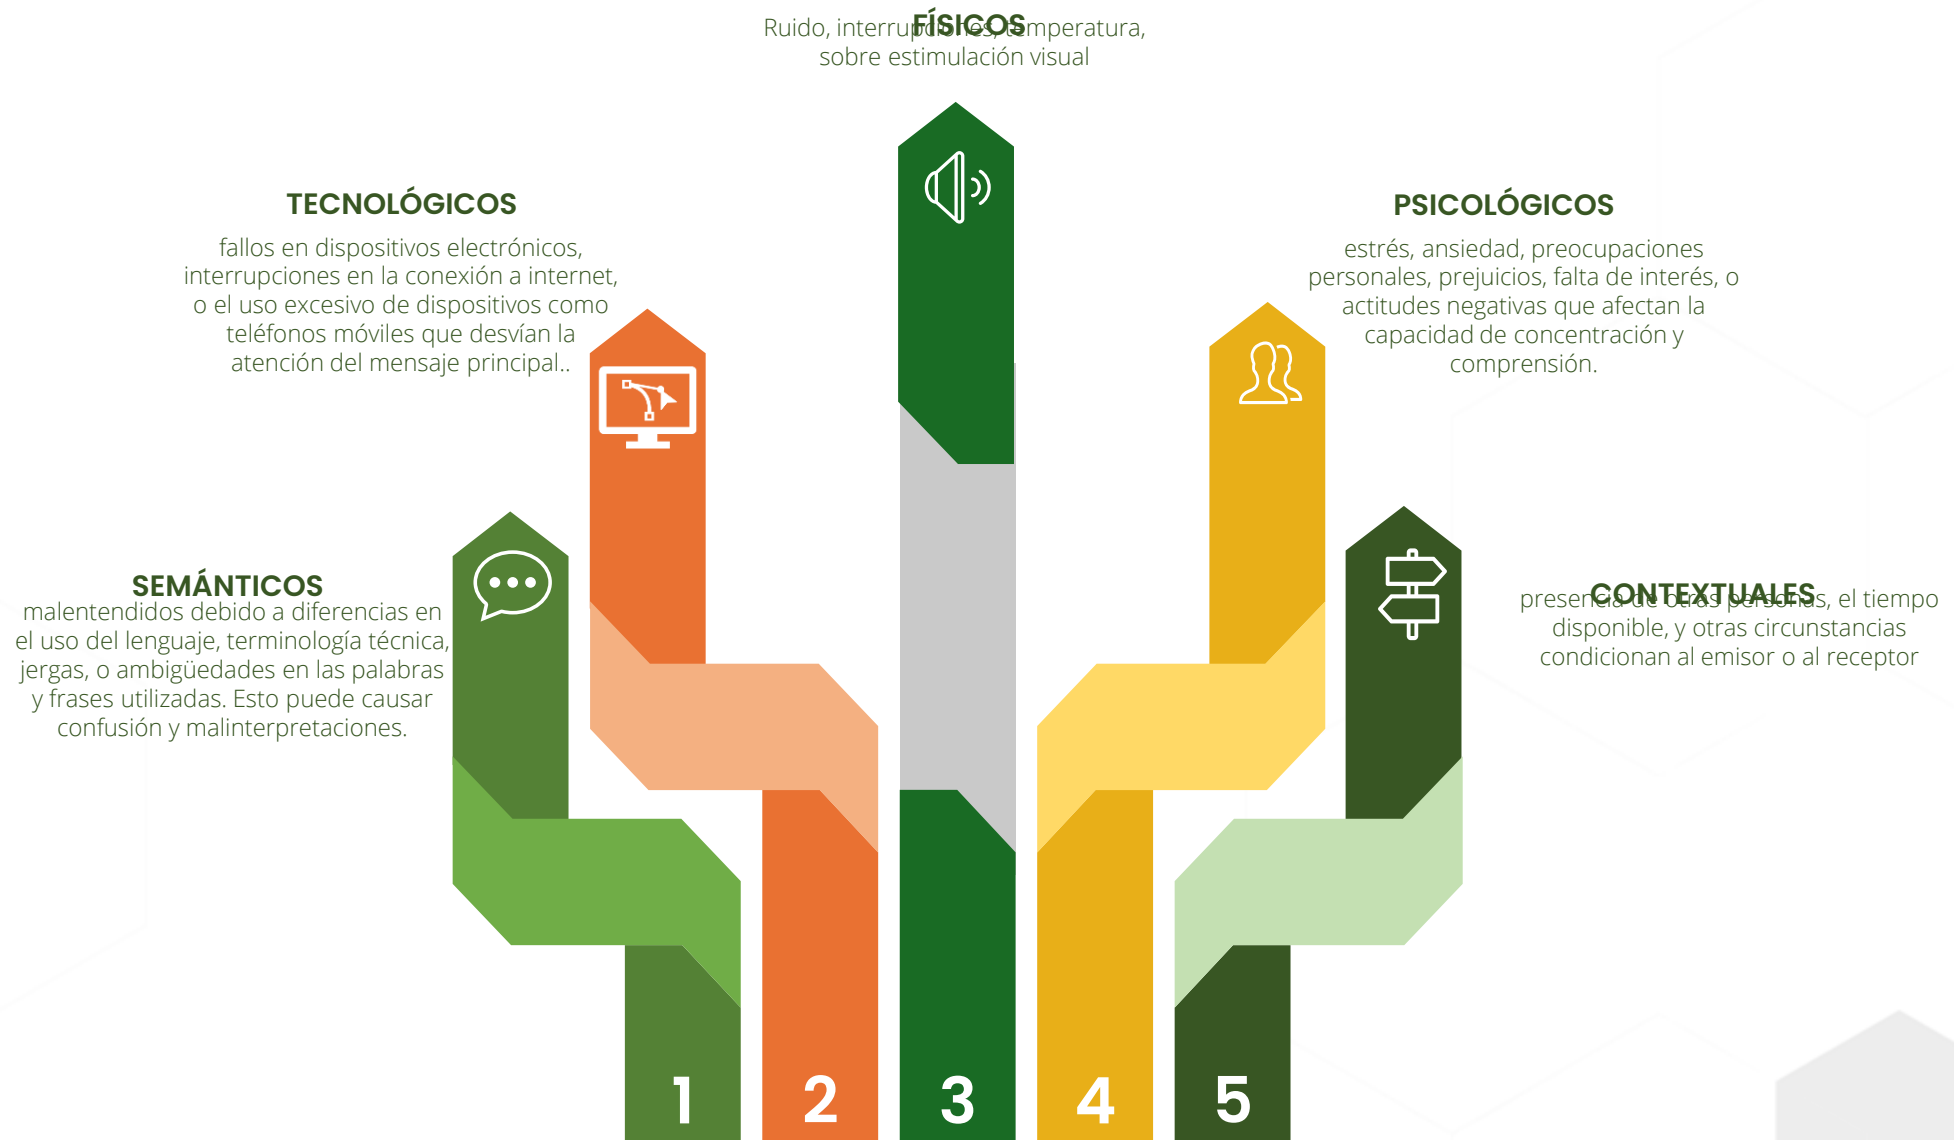 FÍSICOS
Ruido, interrupciones, temperatura,
sobre estimulación visual
TECNOLÓGICOS
fallos en dispositivos electrónicos,
interrupciones en la conexión a internet,
o el uso excesivo de dispositivos como
teléfonos móviles que desvían la
atención del mensaje principal..
PSICOLÓGICOS
estrés, ansiedad, preocupaciones
personales, prejuicios, falta de interés, o
actitudes negativas que afectan la
capacidad de concentración y
comprensión.
SEMÁNTICOS
malentendidos debido a diferencias en
el uso del lenguaje, terminología técnica,
jergas, o ambigüedades en las palabras
y frases utilizadas. Esto puede causar
confusión y malinterpretaciones.
CONTEXTUALES
presencia de otras personas, el tiempo
disponible, y otras circunstancias
condicionan al emisor o al receptor
1
2
3
4
5